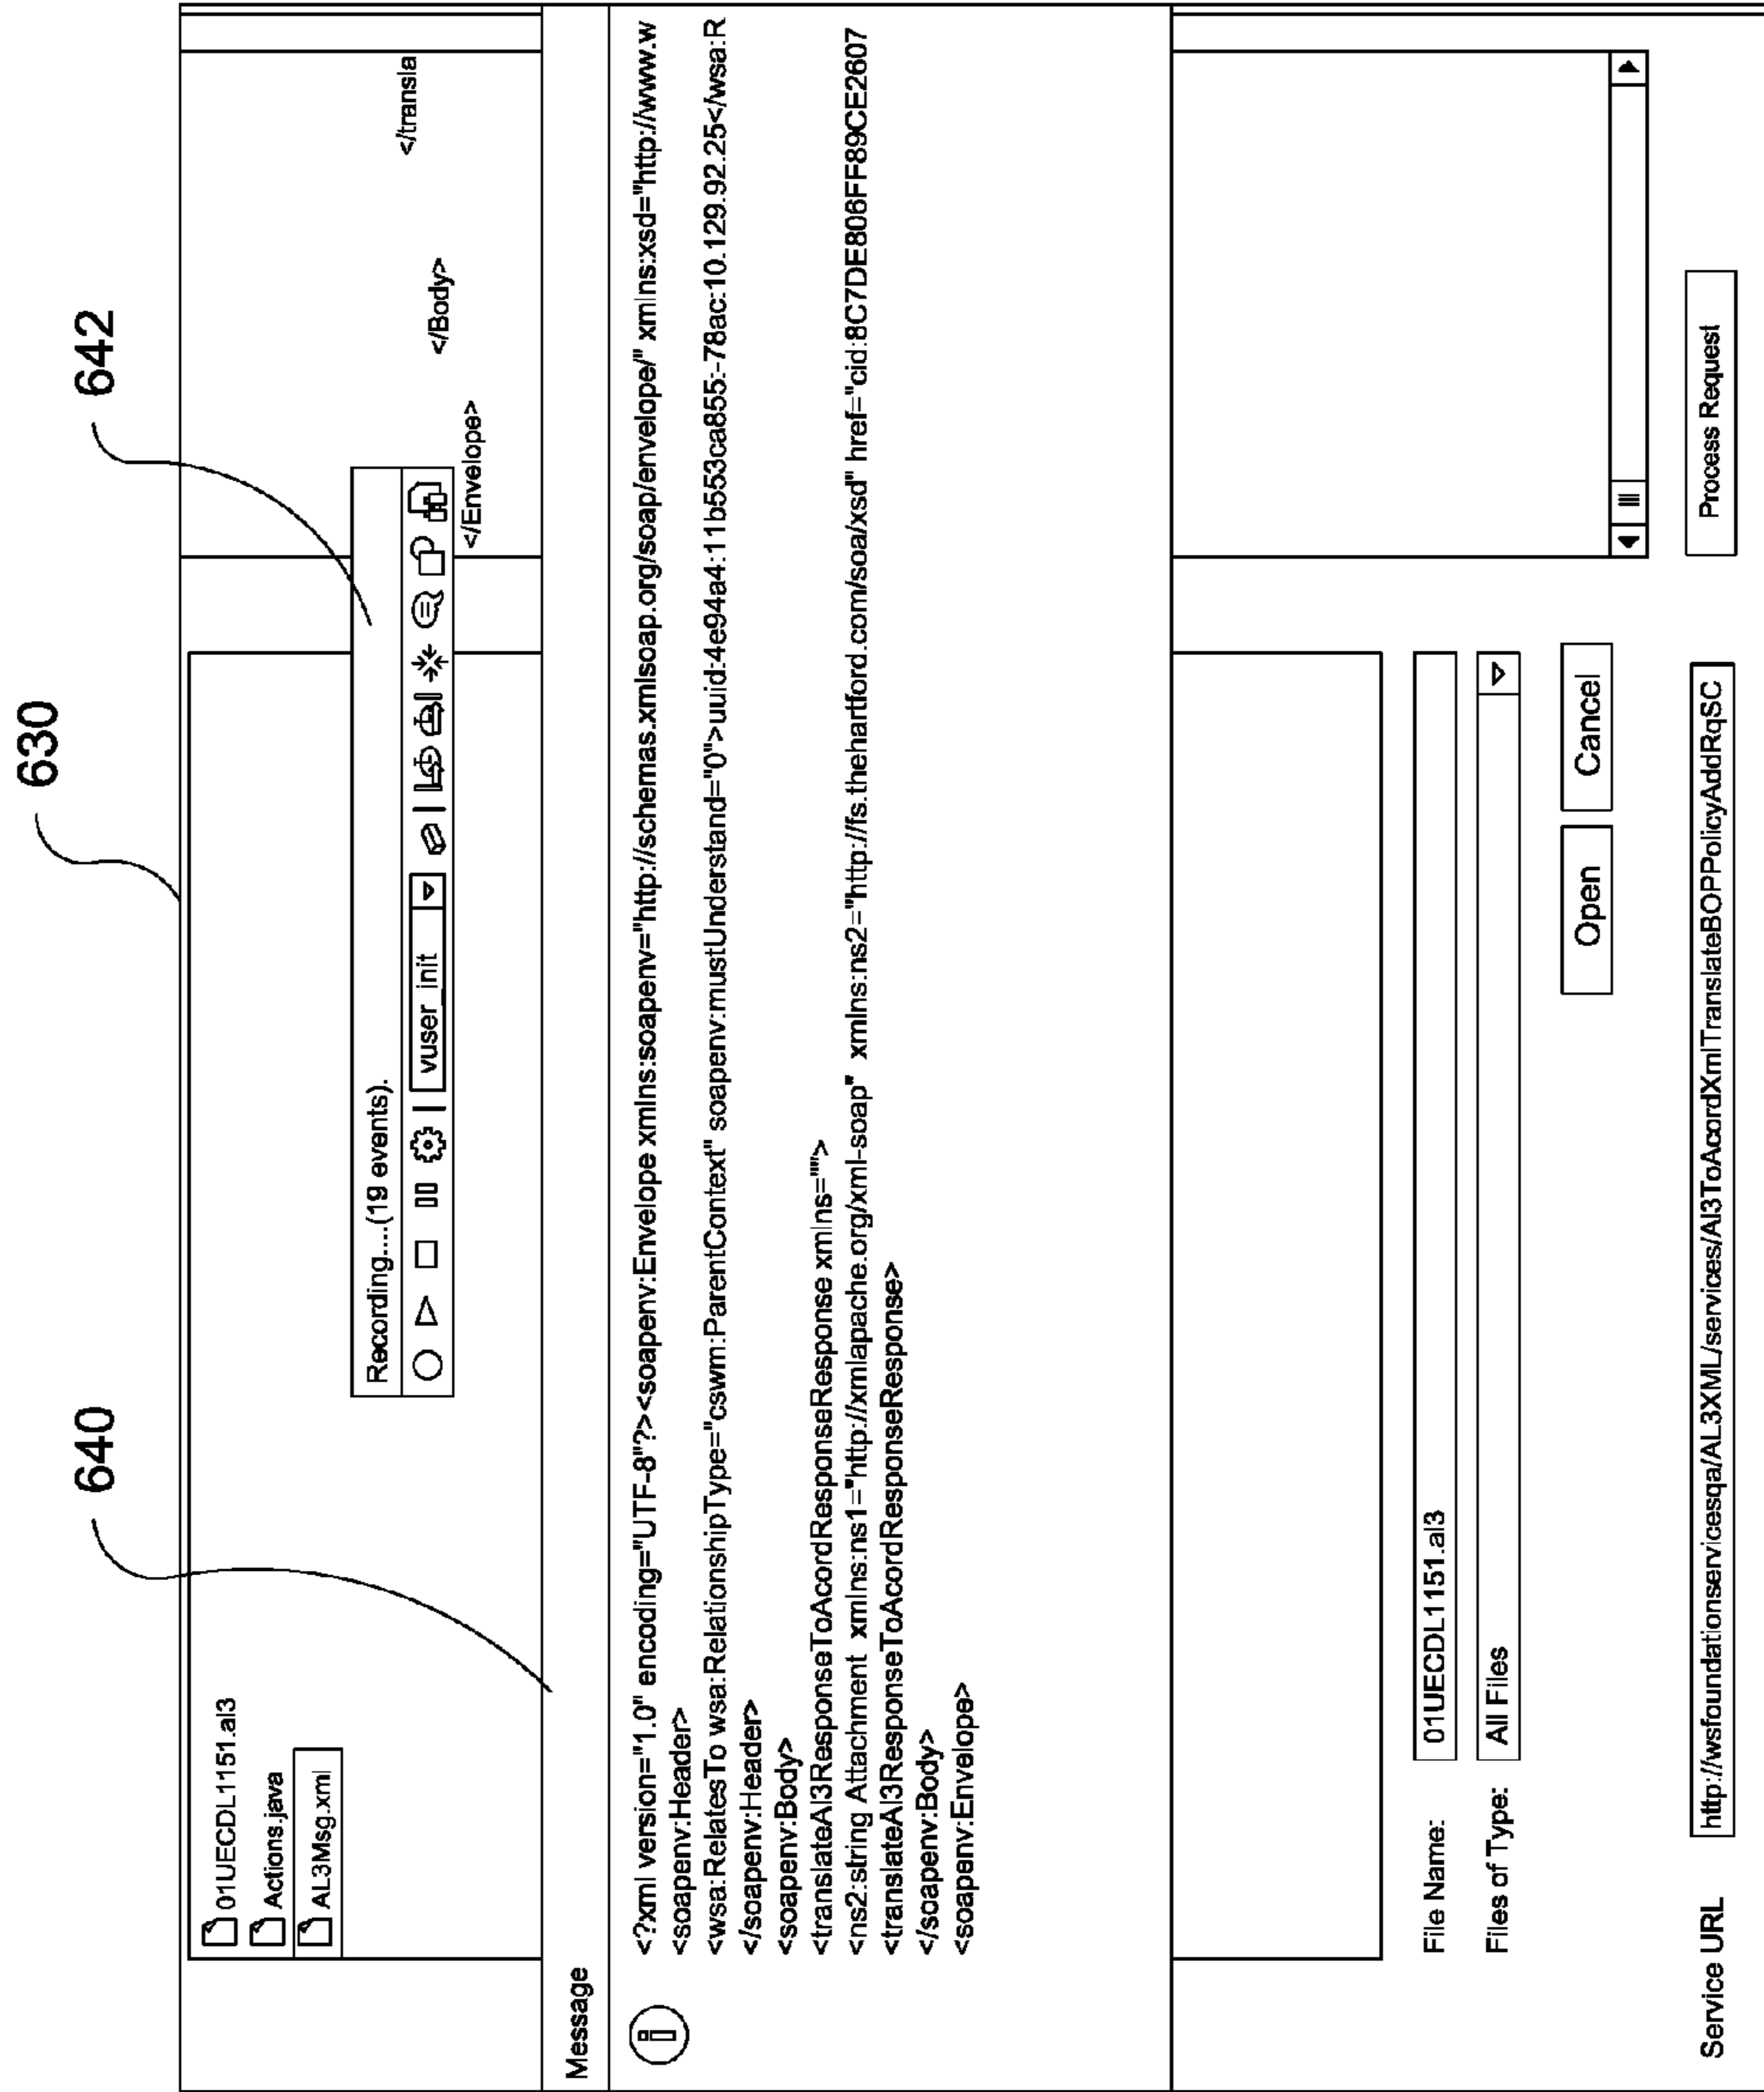 630
640
642
01UECDL1151.al3
Actions.java
AL3Msg.xml
Recording....(19 events).
vuser_init
</transla
</Body>
</Envelope>
Message
<?xml version="1.0" encoding="UTF-8"?><soapenv:Envelope xmlns:soapenv="http://schemas.xmlsoap.org/soap/envelope/" xmlns:xsd="http://www.w
<soapenv:Header>
<wsa:RelatesTo wsa:RelationshipType="cswm:ParentContext" soapenv:mustUnderstand="0">uuid:4e94a4:11b553ca855:-78ac:10.129.92.25</wsa:R
</soapenv:Header>
<soapenv:Body>
<translateAl3ResponseToAcordResponseResponse xmlns="">
<ns2:string Attachment xmlns:ns1="http://xmlapache.org/xml-soap" xmlns:ns2="http://fs.thehartford.com/soa/xsd" href="cid:8C7DE806FF89CE2607
<translateAl3ResponseToAcordResponseResponse>
</soapenv:Body>
<soapenv:Envelope>
File Name: 01UECDL1151.al3
Files of Type: All Files
Open Cancel
Service URL http://wsfoundationservicesqa/AL3XML/services/Al3ToAcordXmlTranslateBOPPolicyAddRqSC Process Request